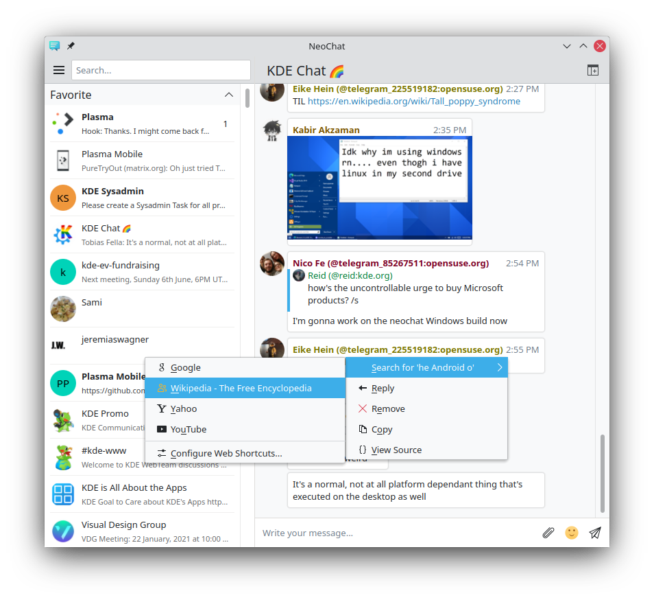 NeoChat
Search...
KDE Chat 🌈
Favorite
Plasma
Hook: Thanks. I might come back f...
1
Plasma Mobile
PureTryOut (matrix.org): Oh just tried T...
KS
KDE Sysadmin
Please create a Sysadmin Task for all pr...
KDE Chat 🌈
Tobias Fella: It's a normal, not at all plat...
k
kde-ev-fundraising
Next meeting, Sunday 6th June, 6PM UT...
Sami
J.W.
jeremiaswagner
PP
Plasma Mobile
https://github.com
KDE Promo
KDE Communicati
#kde-www
Welcome to KDE WebTeam discussions ...
KDE is All About the Apps
KDE Goal to Care about KDE's Apps http...
Visual Design Group
VDG Meeting: 22 January, 2021 at 10:00 ...
Eike Hein (@telegram_225519182:opensuse.org) 2:27 PM
TIL https://en.wikipedia.org/wiki/Tall_poppy_syndrome
Kabir Akzaman 2:35 PM
Idk why im using windows
rn.... even thogh i have
linux in my second drive
Nico Fe (@telegram_85267511:opensuse.org) 2:54 PM
Reid (@reid:kde.org)
how's the uncontrollable urge to buy Microsoft
products? /s
I'm gonna work on the neochat Windows build now
Eike Hein (@telegram_225519182:opensuse.org) 2:55 PM
Search for 'he Android o'
Reply
Remove
Copy
View Source
Google
Wikipedia - The Free Encyclopedia
Yahoo
YouTube
Configure Web Shortcuts...
It's a normal, not at all platform dependant thing that's
executed on the desktop as well
Write your message...